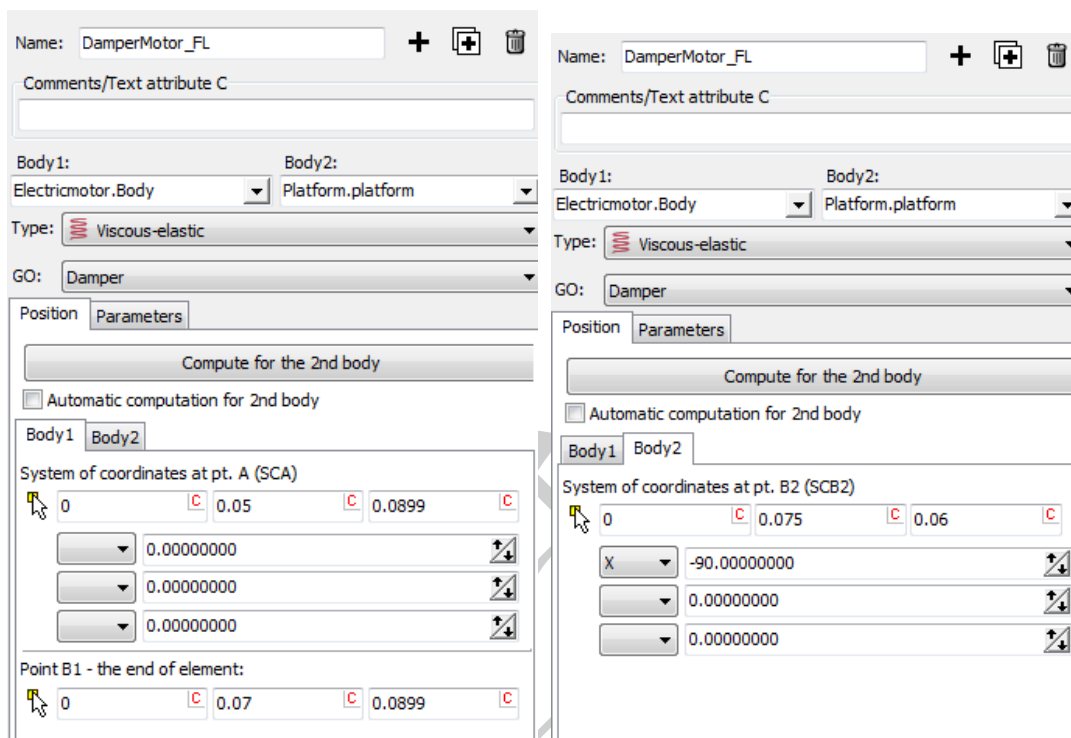 Name: DamperMotor_FL
Comments/Text attribute C
Body1: Body2:
Electricmotor.Body Platform.platform
Type: Viscous-elastic
GO: Damper
Position Parameters
Compute for the 2nd body
Automatic computation for 2nd body
Body1 Body2
System of coordinates at pt. A (SCA)
0 C 0.05 C 0.0899 C
0.00000000
0.00000000
0.00000000
Point B1 - the end of element:
0 C 0.07 C 0.0899 C
Name: DamperMotor_FL
Comments/Text attribute C
Body1: Body2:
Electricmotor.Body Platform.platform
Type: Viscous-elastic
GO: Damper
Position Parameters
Compute for the 2nd body
Automatic computation for 2nd body
Body1 Body2
System of coordinates at pt. B2 (SCB2)
0 C 0.075 C 0.06 C
X -90.00000000
0.00000000
0.00000000